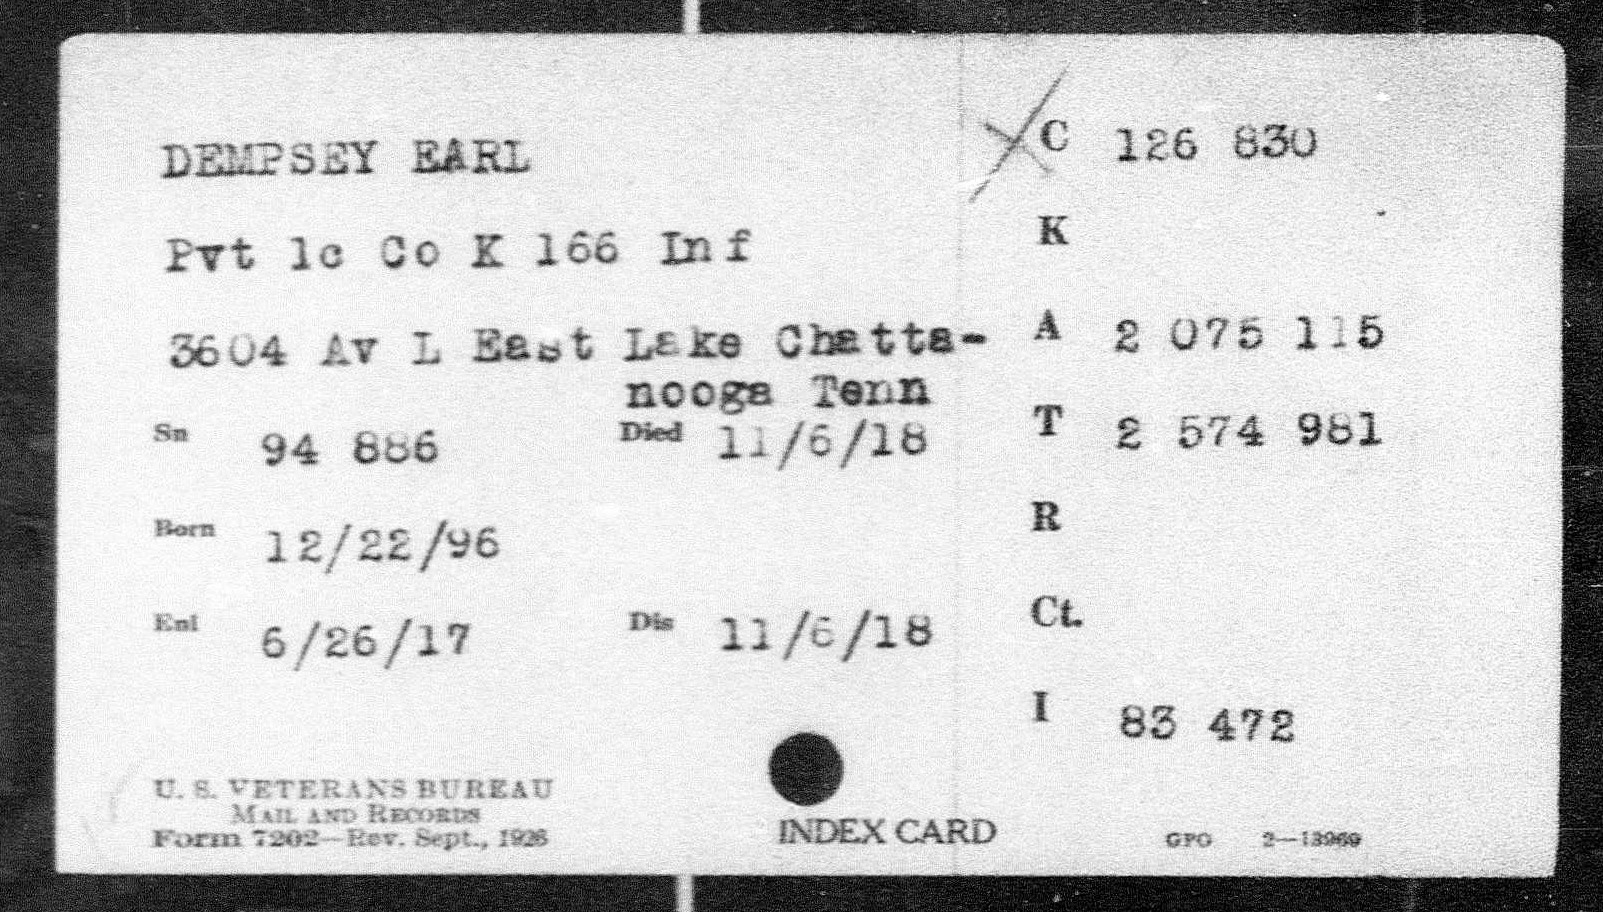 DEMPSEY EARL
C 126 830
Pvt 1c Co K 166 Inf
K
3604 Av L East Lake Chatta-
nooga Tenn
A 2 075 115
Sn 94 886 Died 11/6/18
T 2 574 981
Born 12/22/96
R
Enl 6/26/17 Dis 11/6/18
Ct.
I 83 472
U. S. VETERANS BUREAU
MAIL AND RECORDS
Form 7202—Rev. Sept., 1926
INDEX CARD
GPO 2—13969